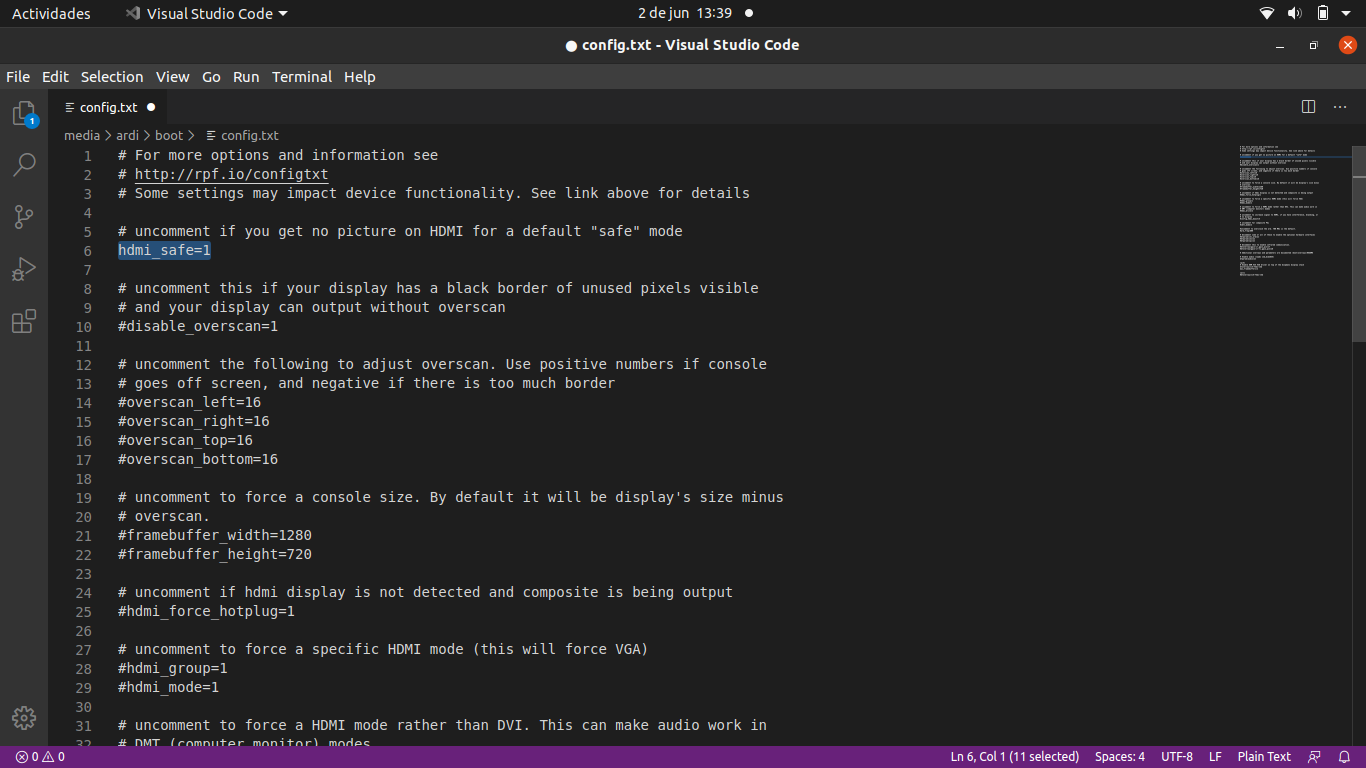 Actividades Visual Studio Code 2 de jun 13:39
config.txt - Visual Studio Code
File Edit Selection View Go Run Terminal Help
config.txt
1
media > ardi > boot > config.txt
1 # For more options and information see
2 # http://rpf.io/configtxt
3 # Some settings may impact device functionality. See link above for details
4
5 # uncomment if you get no picture on HDMI for a default "safe" mode
6 hdmi_safe=1
7
8 # uncomment this if your display has a black border of unused pixels visible
9 # and your display can output without overscan
10 #disable_overscan=1
11
12 # uncomment the following to adjust overscan. Use positive numbers if console
13 # goes off screen, and negative if there is too much border
14 #overscan_left=16
15 #overscan_right=16
16 #overscan_top=16
17 #overscan_bottom=16
18
19 # uncomment to force a console size. By default it will be display's size minus
20 # overscan.
21 #framebuffer_width=1280
22 #framebuffer_height=720
23
24 # uncomment if hdmi display is not detected and composite is being output
25 #hdmi_force_hotplug=1
26
27 # uncomment to force a specific HDMI mode (this will force VGA)
28 #hdmi_group=1
29 #hdmi_mode=1
30
31 # uncomment to force a HDMI mode rather than DVI. This can make audio work in
32 # DMT (computer monitor) modes
0 0 Ln 6, Col 1 (11 selected) Spaces: 4 UTF-8 LF Plain Text